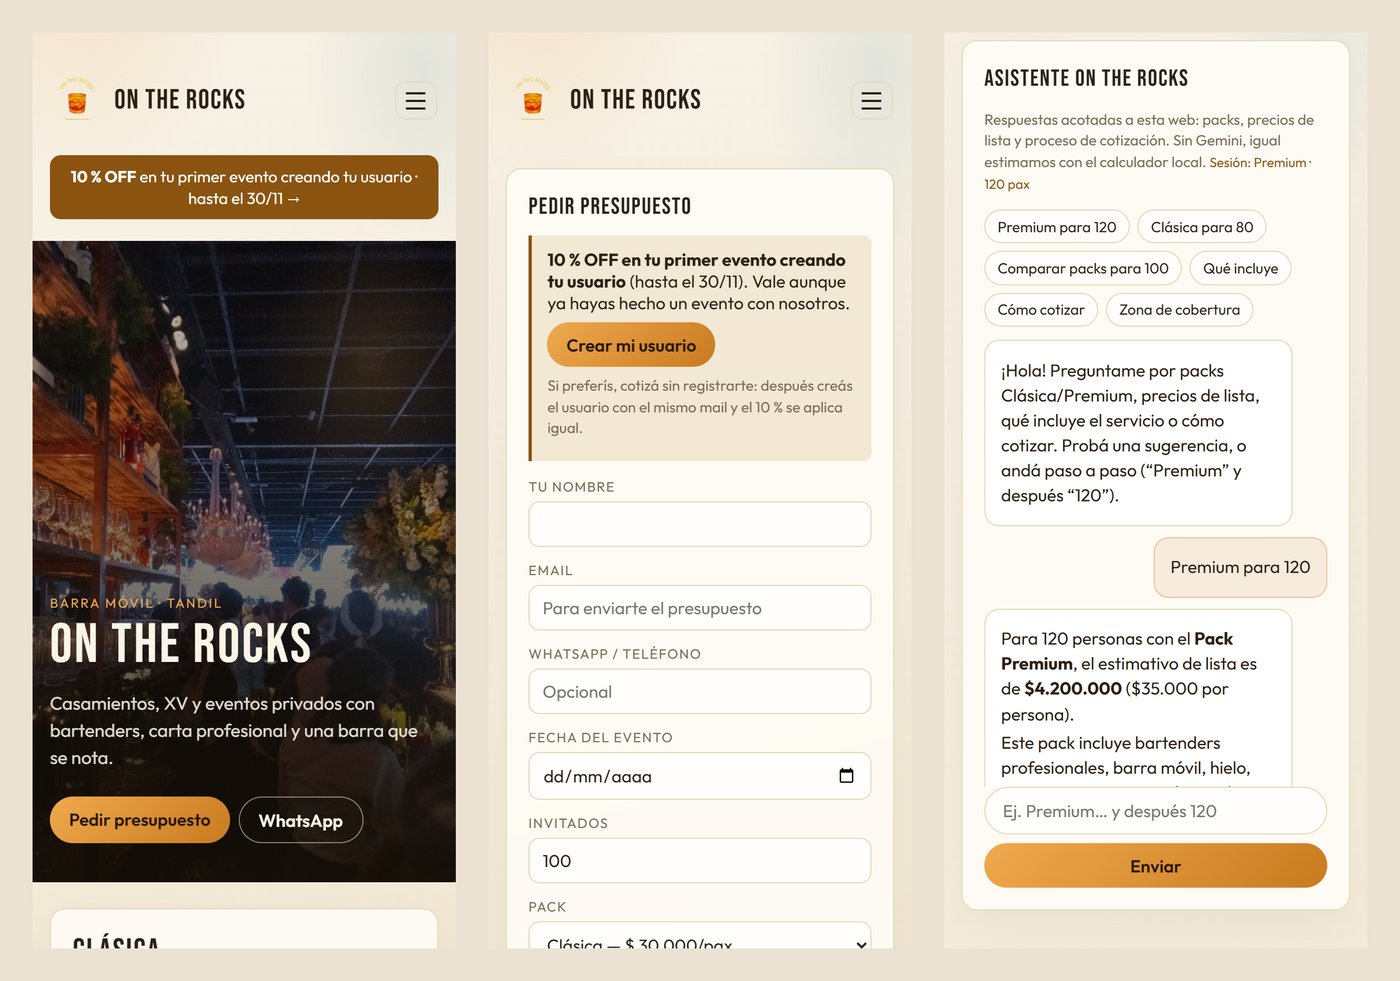 ON THE ROCKS
ON THE ROCKS
10 % OFF en tu primer evento creando tu usuario ·
hasta el 30/11 →
BARRA MÓVIL · TANDIL
ON THE ROCKS
Casamientos, XV y eventos privados con
bartenders, carta profesional y una barra que
se nota.
Pedir presupuesto
WhatsApp
CLÁSICA
ON THE ROCKS
ON THE ROCKS
PEDIR PRESUPUESTO
10 % OFF en tu primer evento creando
tu usuario (hasta el 30/11). Vale aunque
ya hayas hecho un evento con nosotros.
Crear mi usuario
Si preferís, cotizá sin registrarte: después creás
el usuario con el mismo mail y el 10 % se aplica
igual.
TU NOMBRE
EMAIL
Para enviarte el presupuesto
WHATSAPP / TELÉFONO
Opcional
FECHA DEL EVENTO
dd/mm/aaaa
INVITADOS
100
PACK
Clásica — $ 30.000/pax
ASISTENTE ON THE ROCKS
Respuestas acotadas a esta web: packs, precios de
lista y proceso de cotización. Sin Gemini, igual
estimamos con el calculador local. Sesión: Premium ·
120 pax
Premium para 120
Clásica para 80
Comparar packs para 100
Qué incluye
Cómo cotizar
Zona de cobertura
¡Hola! Preguntame por packs
Clásica/Premium, precios de lista,
qué incluye el servicio o cómo
cotizar. Probá una sugerencia, o
andá paso a paso (“Premium” y
después “120”).
Premium para 120
Para 120 personas con el Pack
Premium, el estimativo de lista es
de $4.200.000 ($35.000 por
persona).
Este pack incluye bartenders
profesionales, barra móvil, hielo,
Ej. Premium... y después 120
Enviar